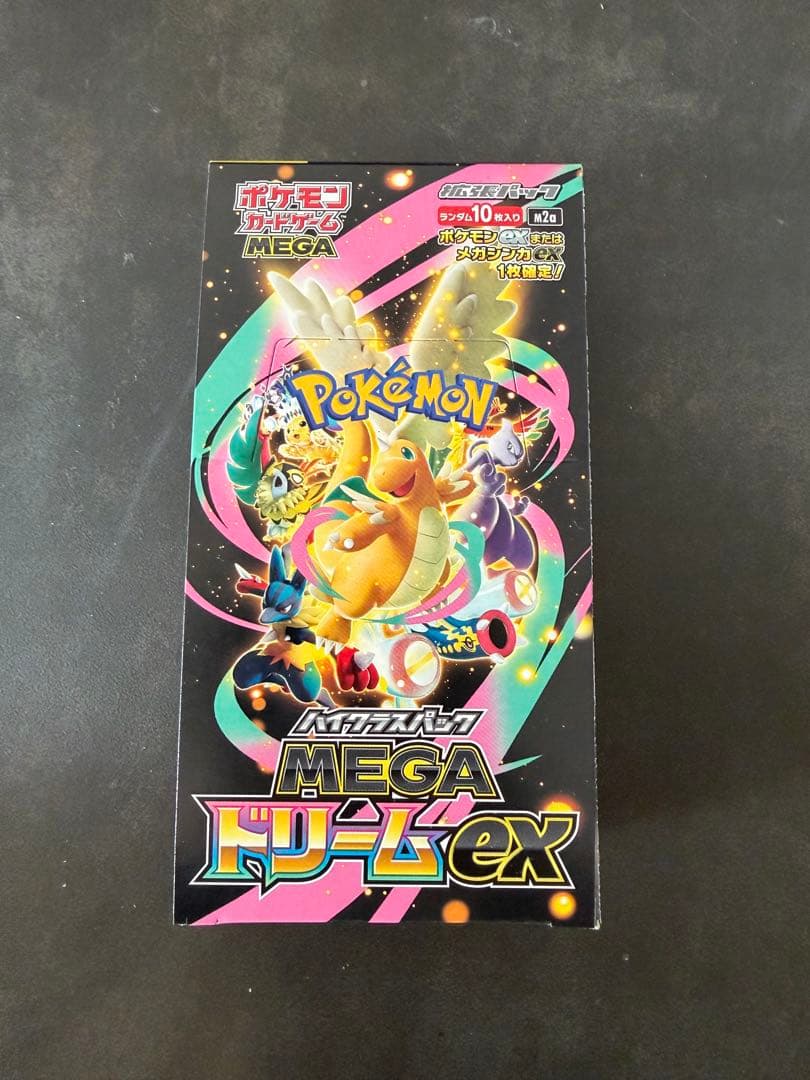 ポケモン
カードゲーム
MEGA
拡張パック
ランダム10枚入り M2a
ポケモンexまたは
メガシンカex
1枚確定!
POKéMON
ハイクラスパック
MEGA
ドリームex